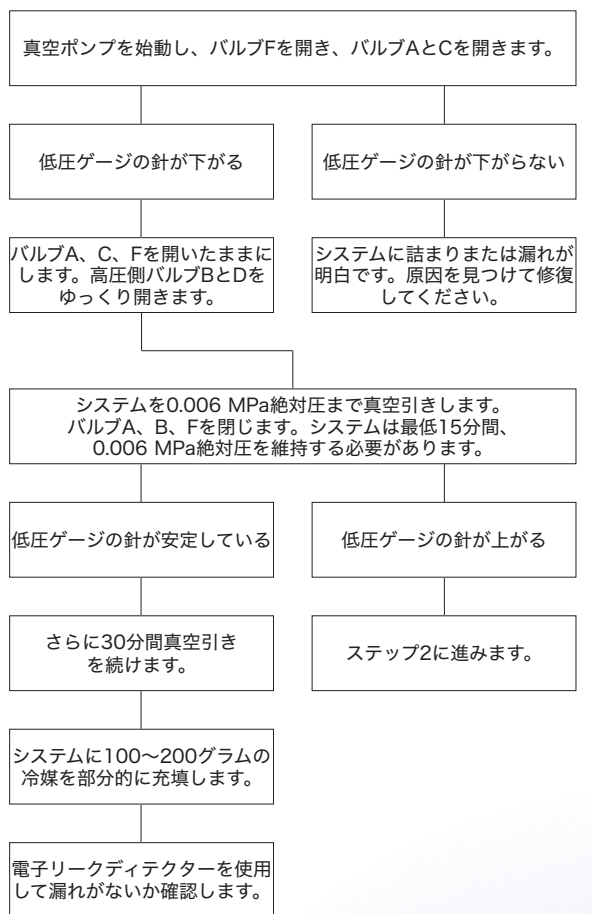 真空ポンプを始動し、バルブFを開き、バルブAとCを開きます。
低圧ゲージの針が下がる
低圧ゲージの針が下がらない
バルブA、C、Fを開いたままに
します。高圧側バルブBとDを
ゆっくり開きます。
システムに詰まりまたは漏れが
明白です。原因を見つけて修復
してください。
システムを0.006 MPa絶対圧まで真空引きします。
バルブA、B、Fを閉じます。システムは最低15分間、
0.006 MPa絶対圧を維持する必要があります。
低圧ゲージの針が安定している
低圧ゲージの針が上がる
さらに30分間真空引き
を続けます。
ステップ2に進みます。
システムに100～200グラムの
冷媒を部分的に充填します。
電子リークディテクターを使用
して漏れがないか確認します。